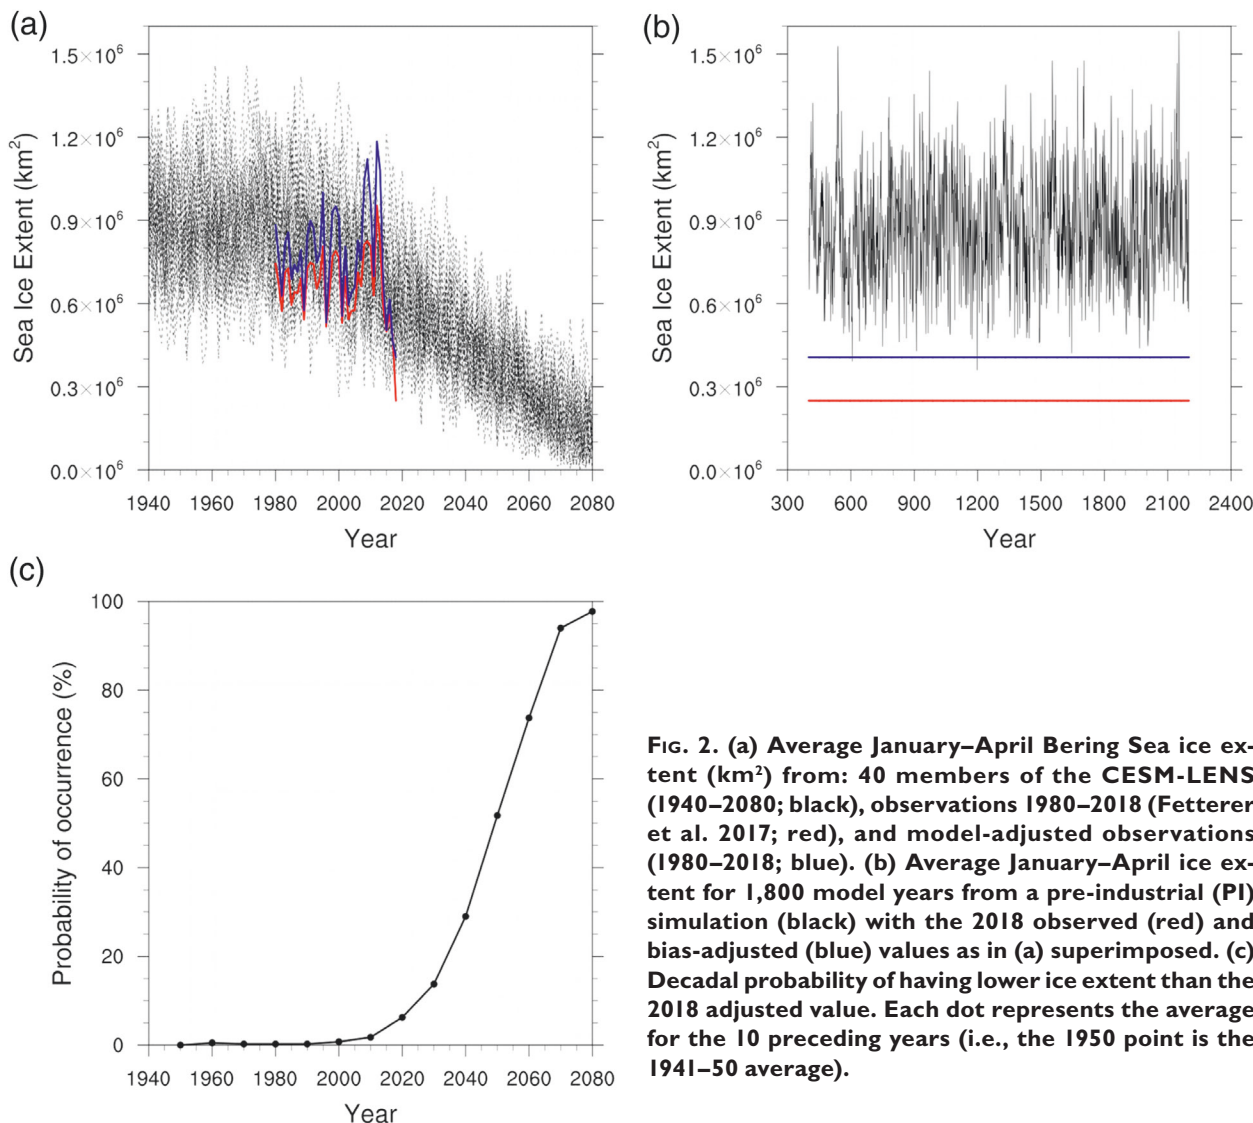 (a)
1.5×10⁶
1.2×10⁶
0.9×10⁶
0.6×10⁶
0.3×10⁶
0.0×10⁶
Sea Ice Extent (km²)
1940 1960 1980 2000 2020 2040 2060 2080
Year
(b)
1.5×10⁶
1.2×10⁶
0.9×10⁶
0.6×10⁶
0.3×10⁶
0.0×10⁶
Sea Ice Extent (km²)
300 600 900 1200 1500 1800 2100 2400
Year
(c)
100
80
60
40
20
0
Probability of occurrence (%)
1940 1960 1980 2000 2020 2040 2060 2080
Year
FIG. 2. (a) Average January–April Bering Sea ice ex-
tent (km²) from: 40 members of the CESM-LENS
(1940–2080; black), observations 1980–2018 (Fetterer
et al. 2017; red), and model-adjusted observations
(1980–2018; blue). (b) Average January–April ice ex-
tent for 1,800 model years from a pre-industrial (PI)
simulation (black) with the 2018 observed (red) and
bias-adjusted (blue) values as in (a) superimposed. (c)
Decadal probability of having lower ice extent than the
2018 adjusted value. Each dot represents the average
for the 10 preceding years (i.e., the 1950 point is the
1941–50 average).